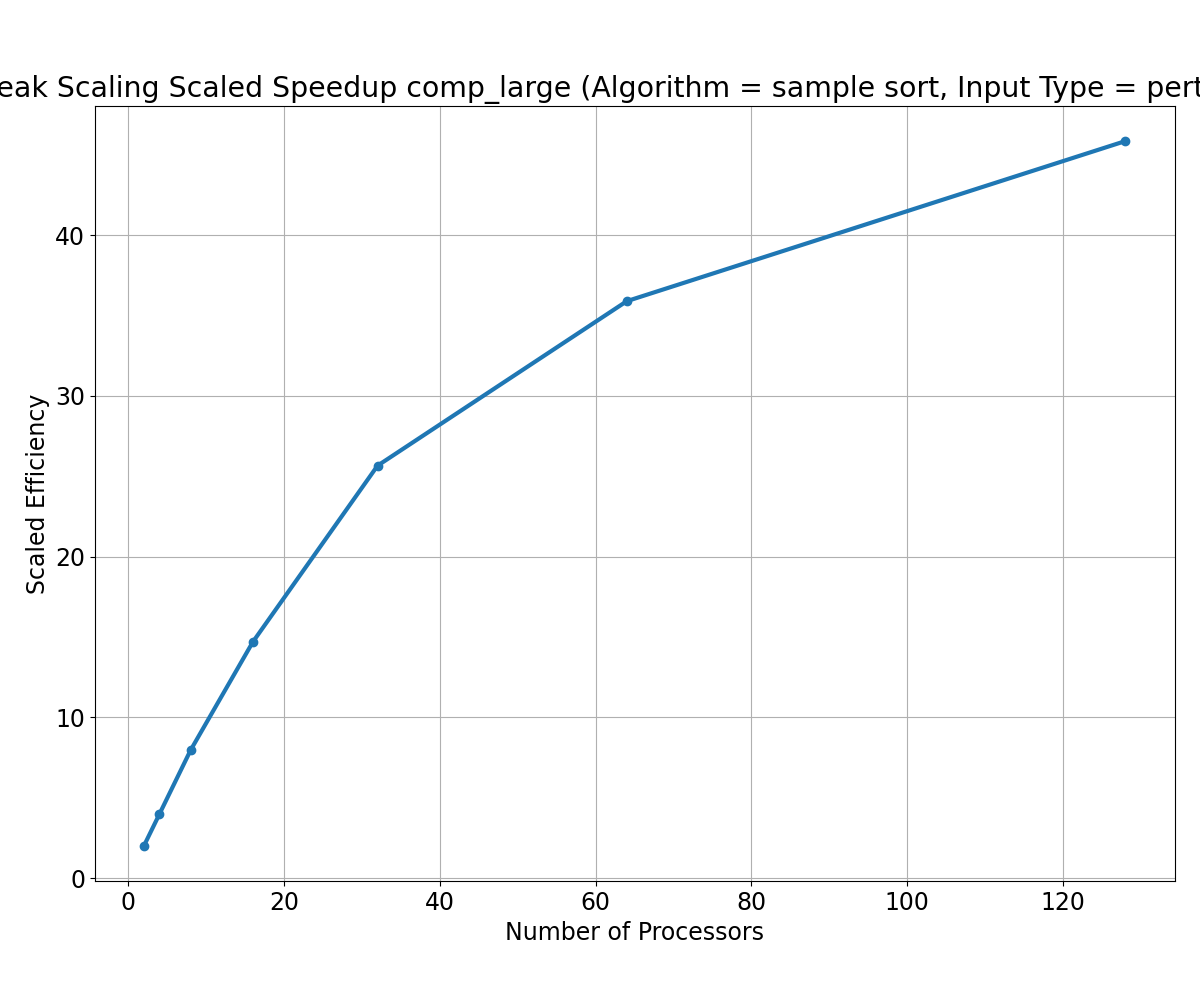 eak Scaling Scaled Speedup comp_large (Algorithm = sample sort, Input Type = pert
Scaled Efficiency
40
30
20
10
0
0 20 40 60 80 100 120
Number of Processors